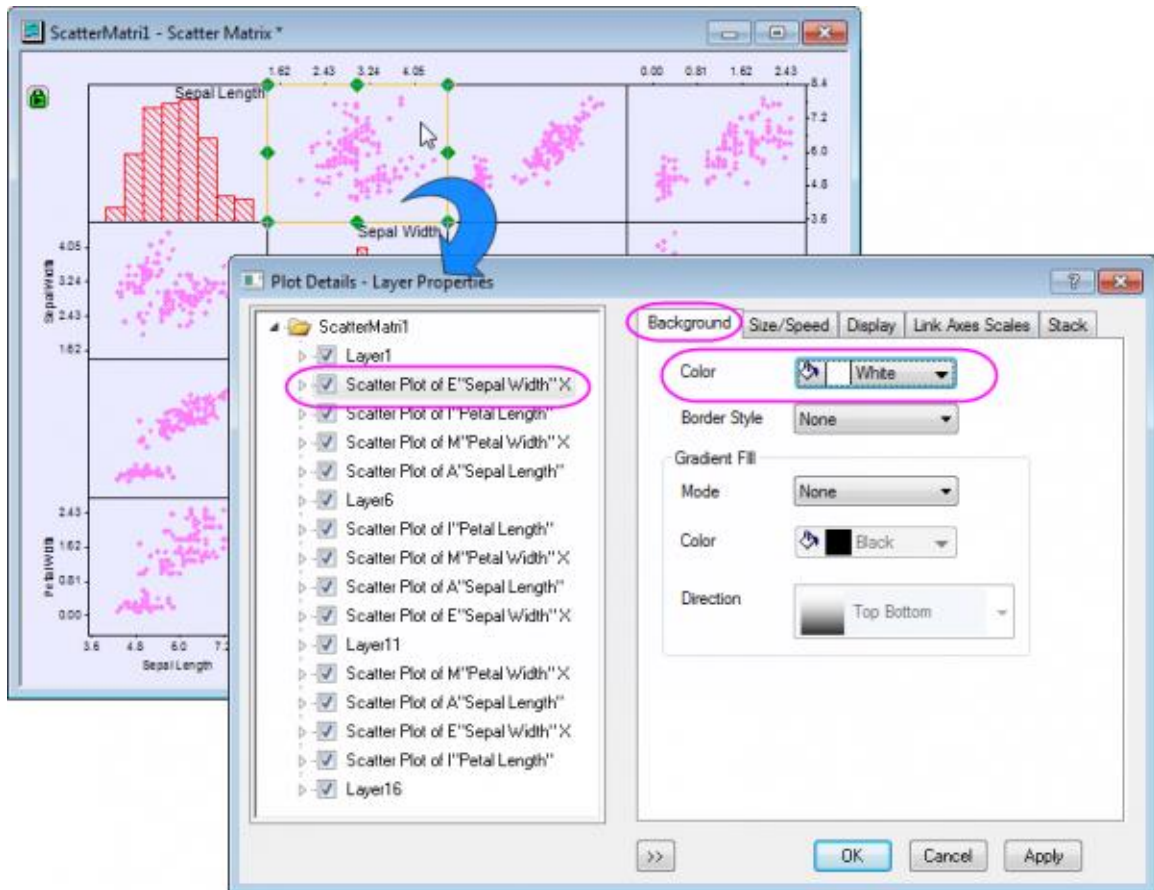 ScatterMatri1 - Scatter Matrix *
1.62 2.43 3.24 4.05
0.00 0.81 1.62 2.43
Sepal Length
8.4
7.2
6.0
4.8
3.6
Sepal Width
4.05
3.24
2.43
1.62
Sepal Width
2.43
1.62
0.81
0.00
Petal Width
3.6 4.8 6.0 7.2
Sepal Length
Plot Details - Layer Properties
ScatterMatri1
Layer1
Scatter Plot of E"Sepal Width" X
Scatter Plot of I"Petal Length"
Scatter Plot of M"Petal Width" X
Scatter Plot of A"Sepal Length"
Layer6
Scatter Plot of I"Petal Length"
Scatter Plot of M"Petal Width" X
Scatter Plot of A"Sepal Length"
Scatter Plot of E"Sepal Width" X
Layer11
Scatter Plot of M"Petal Width" X
Scatter Plot of A"Sepal Length"
Scatter Plot of E"Sepal Width" X
Scatter Plot of I"Petal Length"
Layer16
Background Size/Speed Display Link Axes Scales Stack
Color White
Border Style None
Gradient Fill
Mode None
Color Black
Direction Top Bottom
>> OK Cancel Apply